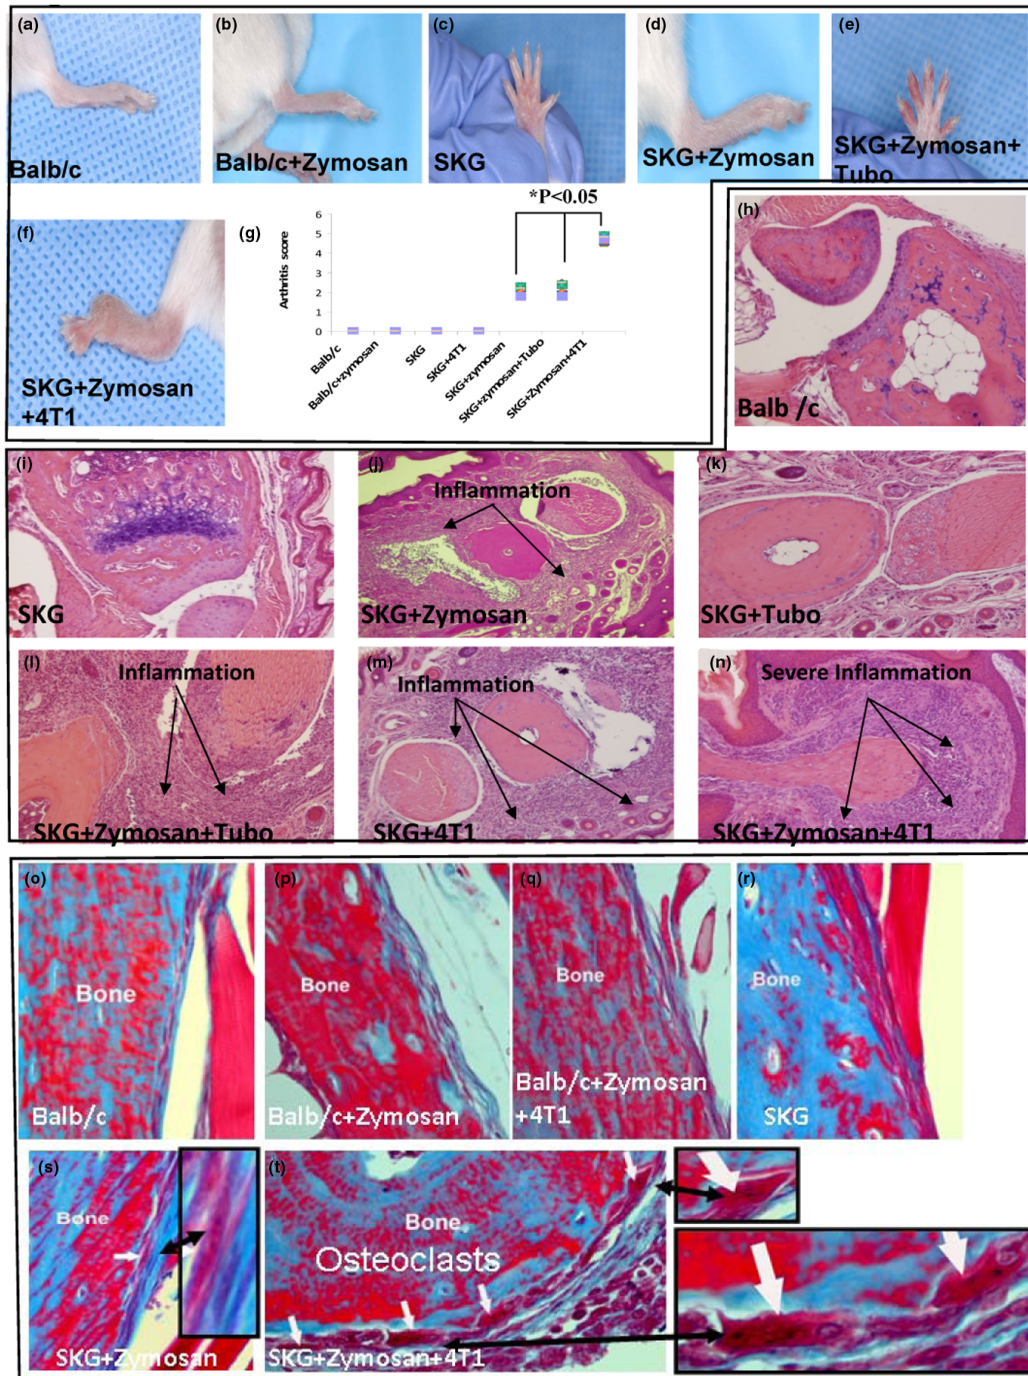 (a)
Balb/c
(b)
Balb/c+Zymosan
(c)
SKG
(d)
SKG+Zymosan
(e)
SKG+Zymosan+
Tubo
(f)
SKG+Zymosan
+4T1
(g)
*P<0.05
Arthritis score
6
5
4
3
2
1
0
Balb/c
Balb/c+zymosan
SKG
SKG+4T1
SKG+zymosan
SKG+zymosan+Tubo
SKG+Zymosan+4T1
(h)
Balb /c
(i)
SKG
(j)
Inflammation
SKG+Zymosan
(k)
SKG+Tubo
(l)
Inflammation
SKG+Zymosan+Tubo
(m)
Inflammation
SKG+4T1
(n)
Severe Inflammation
SKG+Zymosan+4T1
(o)
Bone
Balb/c
(p)
Bone
Balb/c+Zymosan
(q)
Bone
Balb/c+Zymosan
+4T1
(r)
Bone
SKG
(s)
Bone
SKG+Zymosan
(t)
Bone
Osteoclasts
SKG+Zymosan+4T1